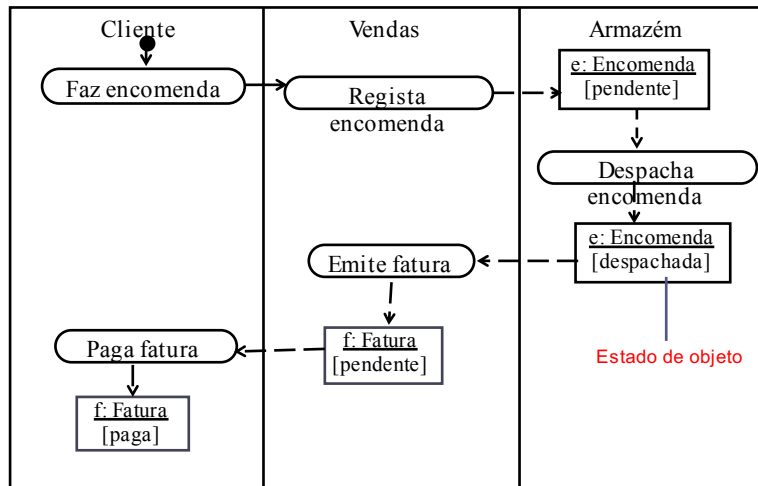 Cliente
Vendas
Armazém
Faz encomenda
Regista
encomenda
e: Encomenda
[pendente]
Despacha
encomenda
e: Encomenda
[despachada]
Emite fatura
Estado de objeto
f: Fatura
[pendente]
Paga fatura
f: Fatura
[paga]